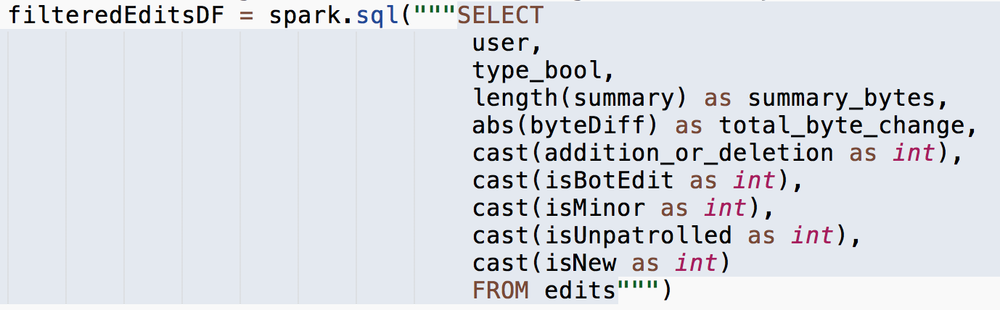 filteredEditsDF = spark.sql("""SELECT
user,
type_bool,
length(summary) as summary_bytes,
abs(byteDiff) as total_byte_change,
cast(addition_or_deletion as int),
cast(isBotEdit as int),
cast(isMinor as int),
cast(isUnpatrolled as int),
cast(isNew as int)
FROM edits""")